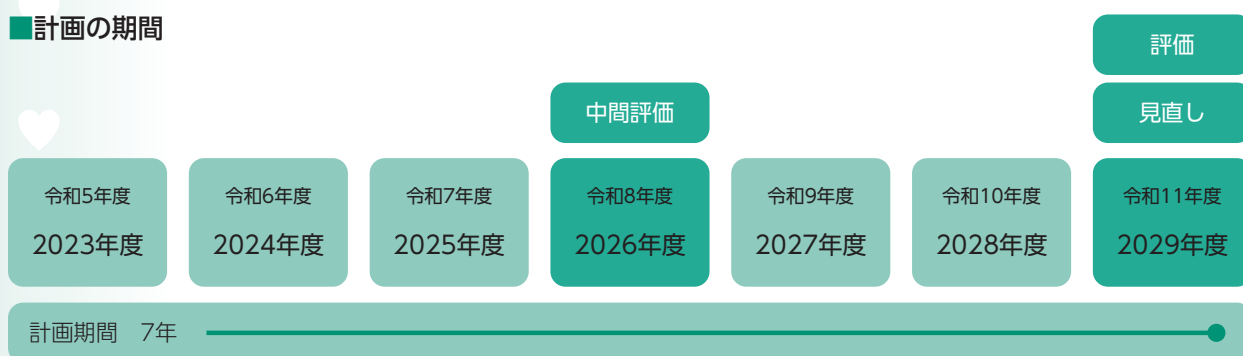 ■計画の期間
評価
中間評価
見直し
令和5年度
2023年度
令和6年度
2024年度
令和7年度
2025年度
令和8年度
2026年度
令和9年度
2027年度
令和10年度
2028年度
令和11年度
2029年度
計画期間　7年